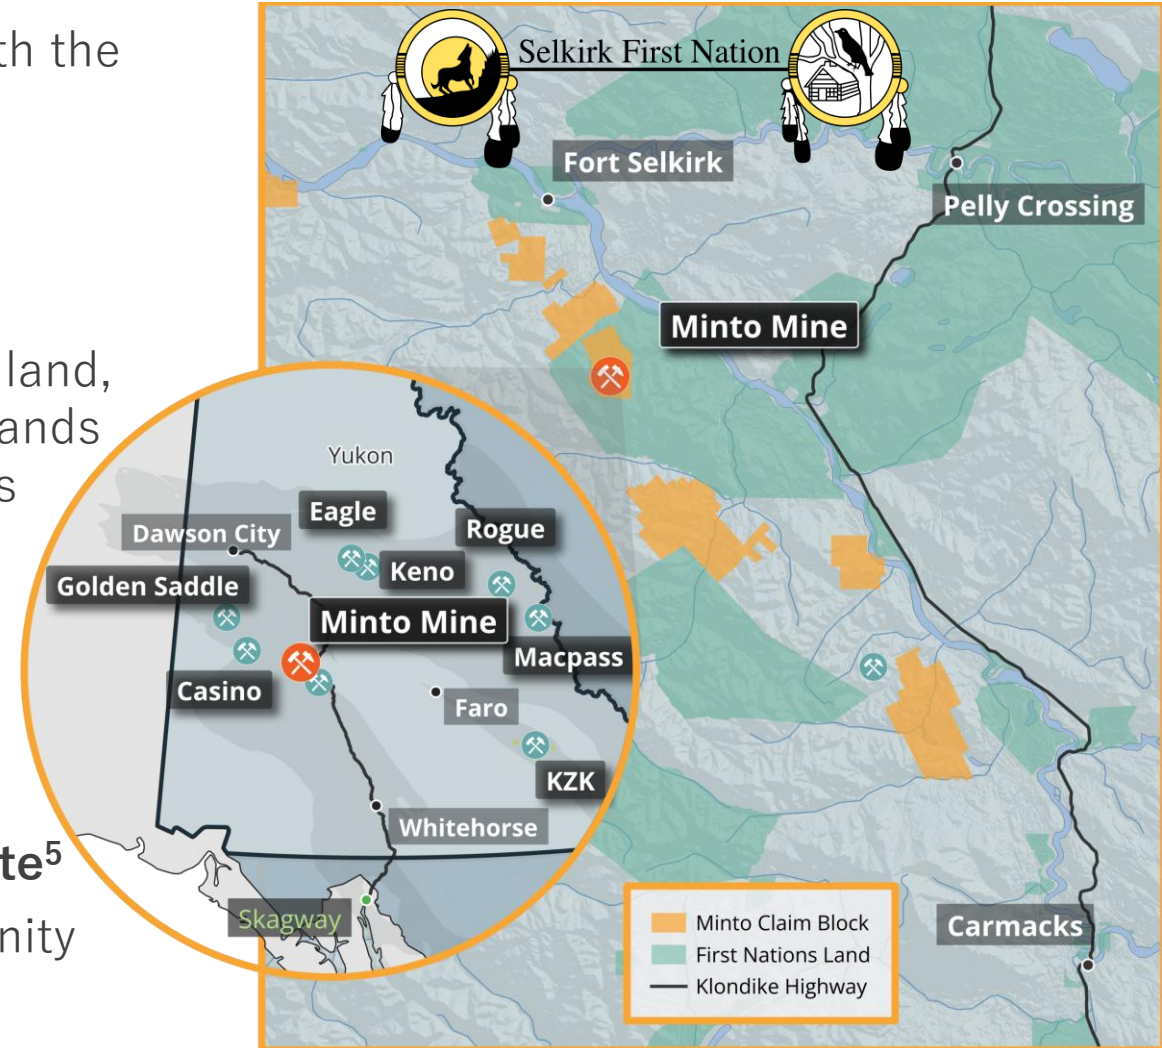 th the
land,
ands
s
te⁵
nity
Selkirk First Nation
Fort Selkirk
Pelly Crossing
Minto Mine
Carmacks
Minto Claim Block
First Nations Land
Klondike Highway
Yukon
Eagle
Rogue
Dawson City
Keno
Golden Saddle
Minto Mine
Macpass
Casino
Faro
KZK
Whitehorse
Skagway